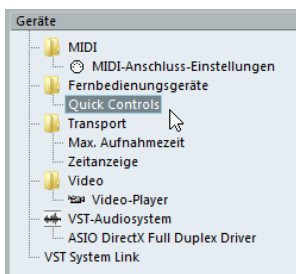 Geräte
MIDI
MIDI-Anschluss-Einstellungen
Fernbedienungsgeräte
Quick Controls
Transport
Max. Aufnahmezeit
Zeitanzeige
Video
Video-Player
VST-Audiosystem
ASIO DirectX Full Duplex Driver
VST System Link